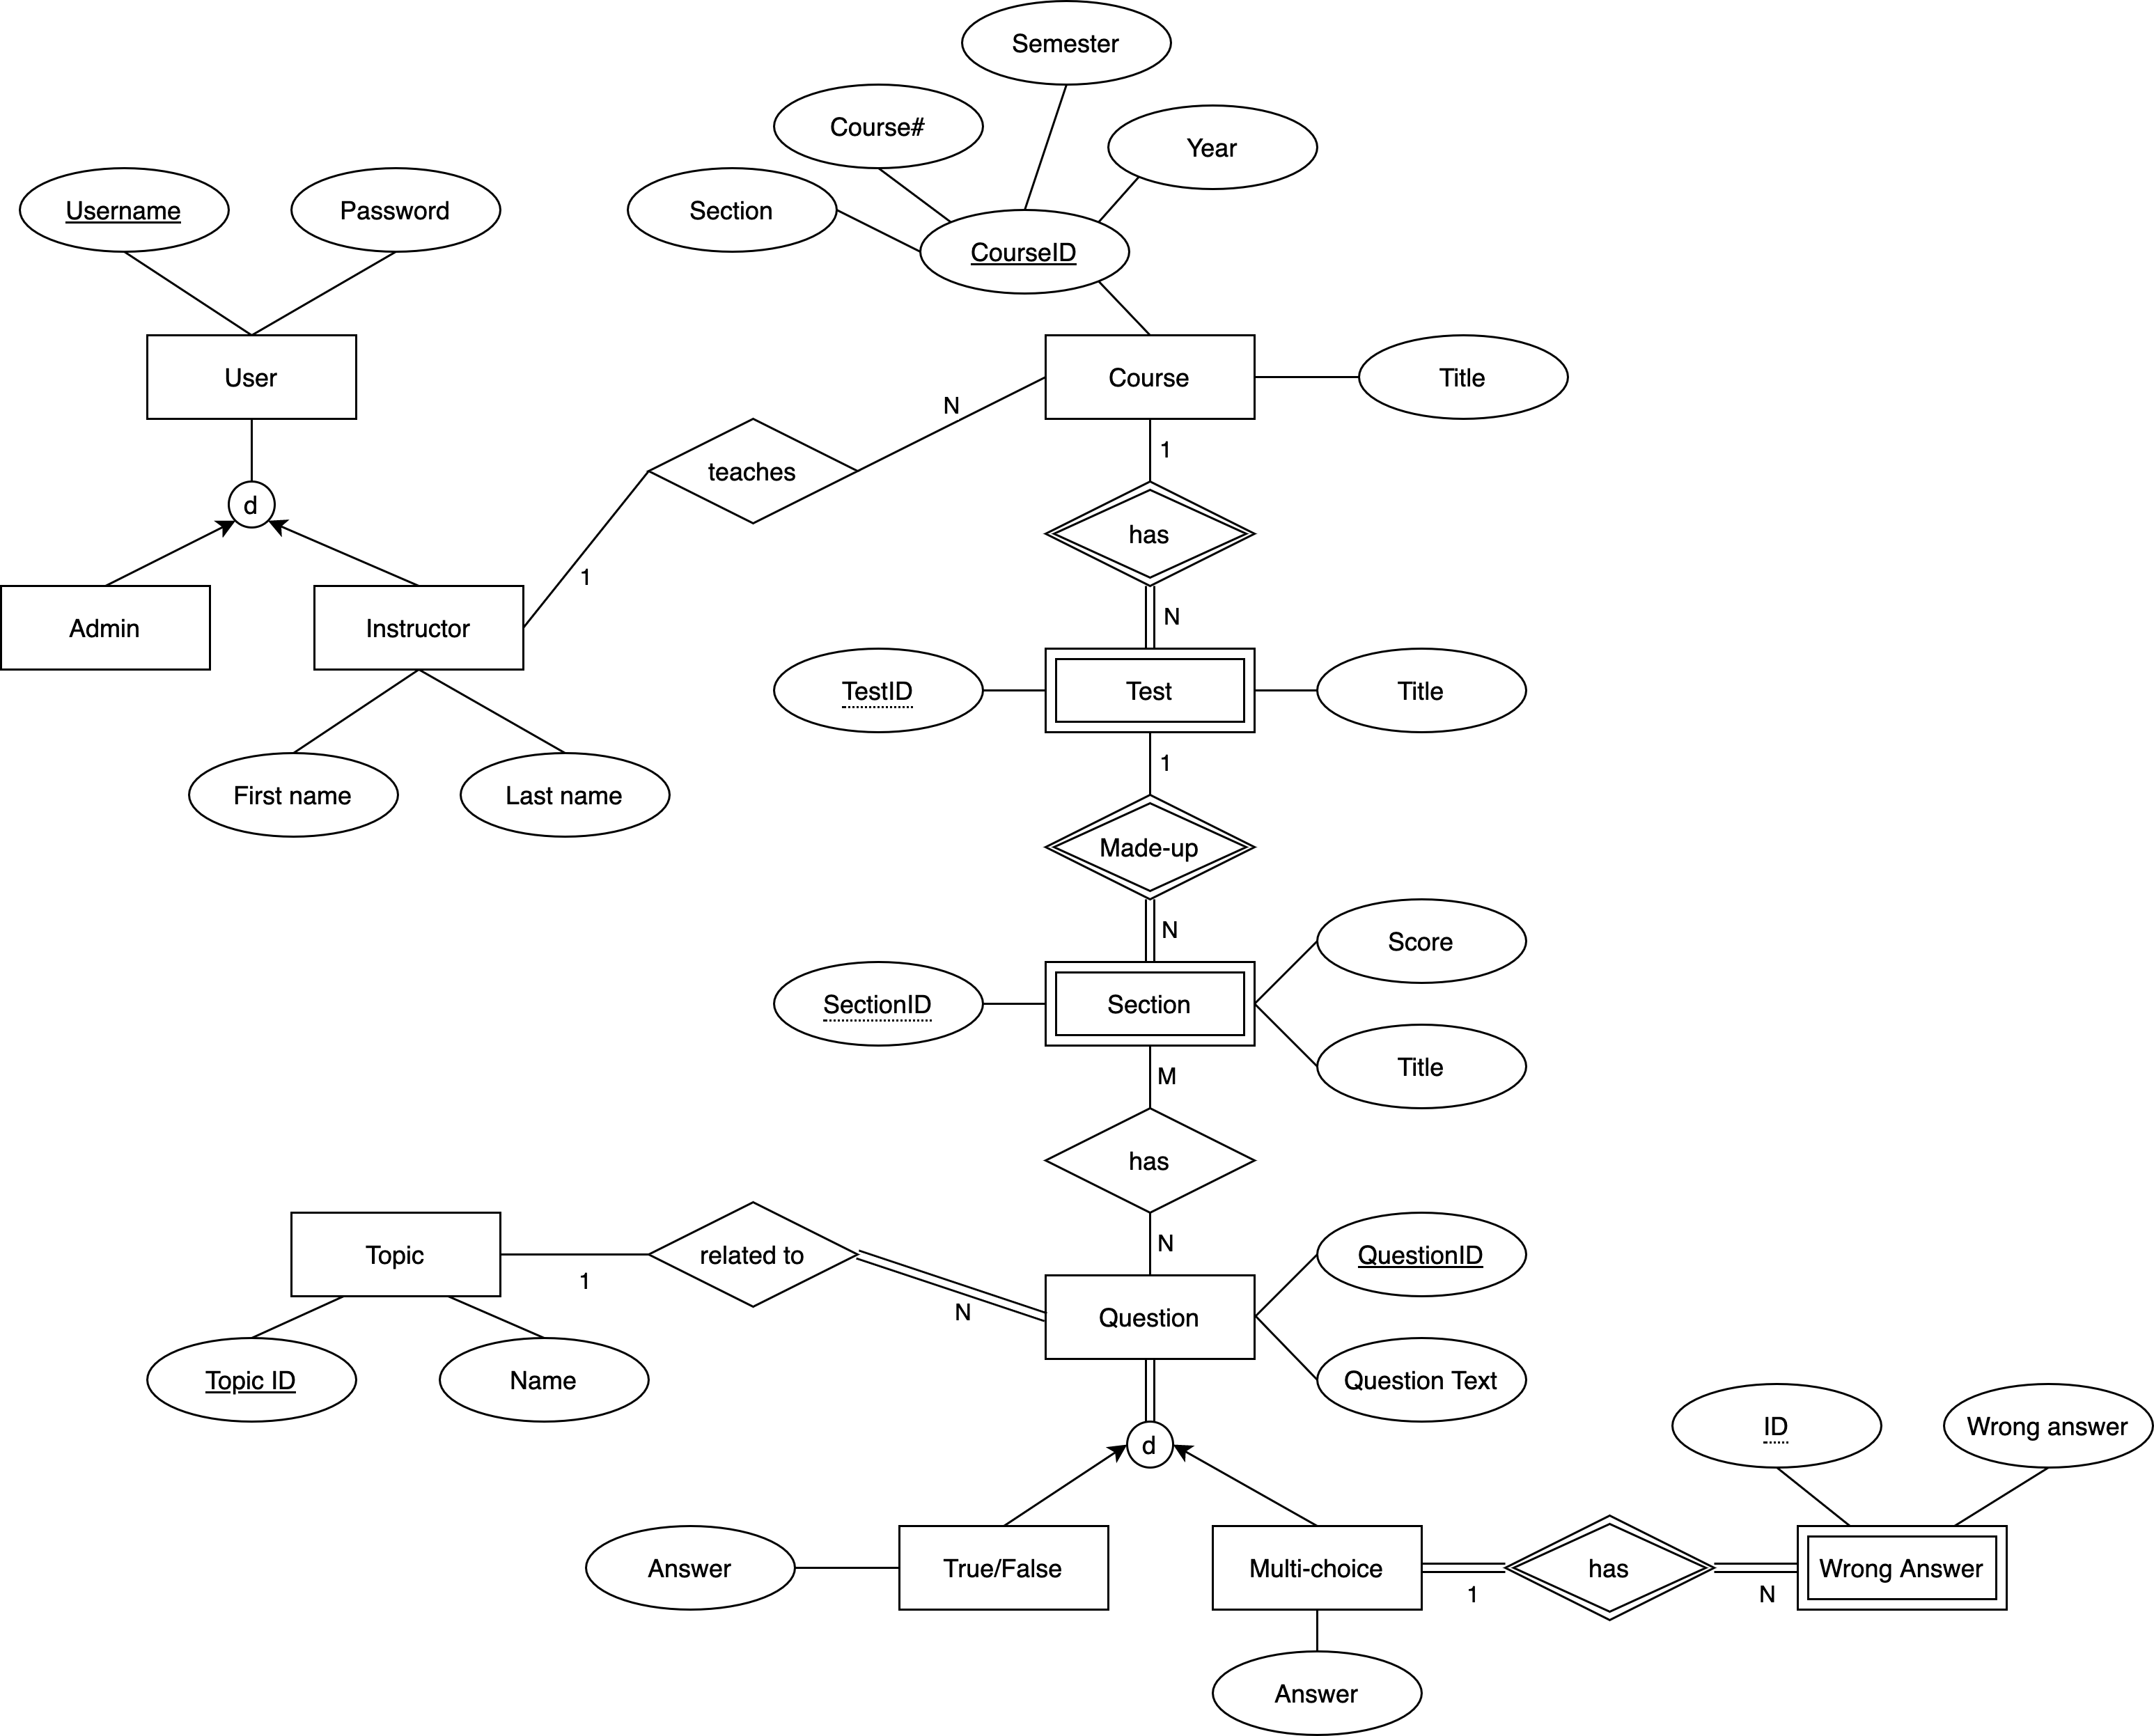 Semester
Course#
Year
Username
Password
Section
CourseID
User
Course
Title
N
teaches
1
d
has
1
N
Admin
Instructor
TestID
Test
Title
1
First name
Last name
Made-up
N
Score
SectionID
Section
Title
M
has
N
Topic
related to
1
N
QuestionID
Question
Topic ID
Name
Question Text
d
ID
Wrong answer
Answer
True/False
Multi-choice
1
has
N
Wrong Answer
Answer